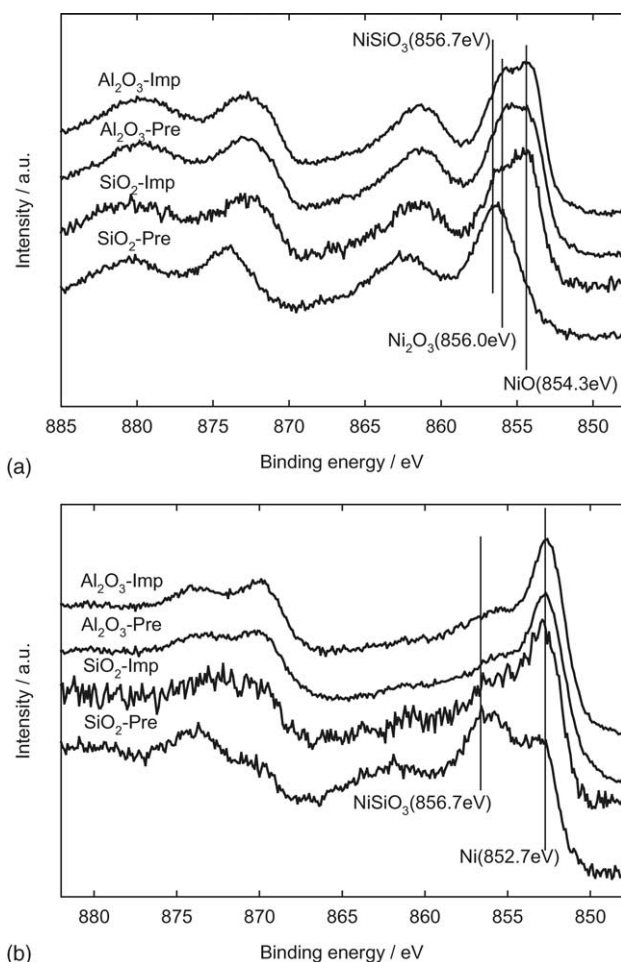 NiSiO₃(856.7eV)
Al₂O₃-Imp
Al₂O₃-Pre
SiO₂-Imp
SiO₂-Pre
Intensity / a.u.
Ni₂O₃(856.0eV)
NiO(854.3eV)
885 880 875 870 865 860 855 850
(a)
Binding energy / eV
Al₂O₃-Imp
Al₂O₃-Pre
SiO₂-Imp
SiO₂-Pre
Intensity / a.u.
NiSiO₃(856.7eV)
Ni(852.7eV)
880 875 870 865 860 855 850
(b)
Binding energy / eV